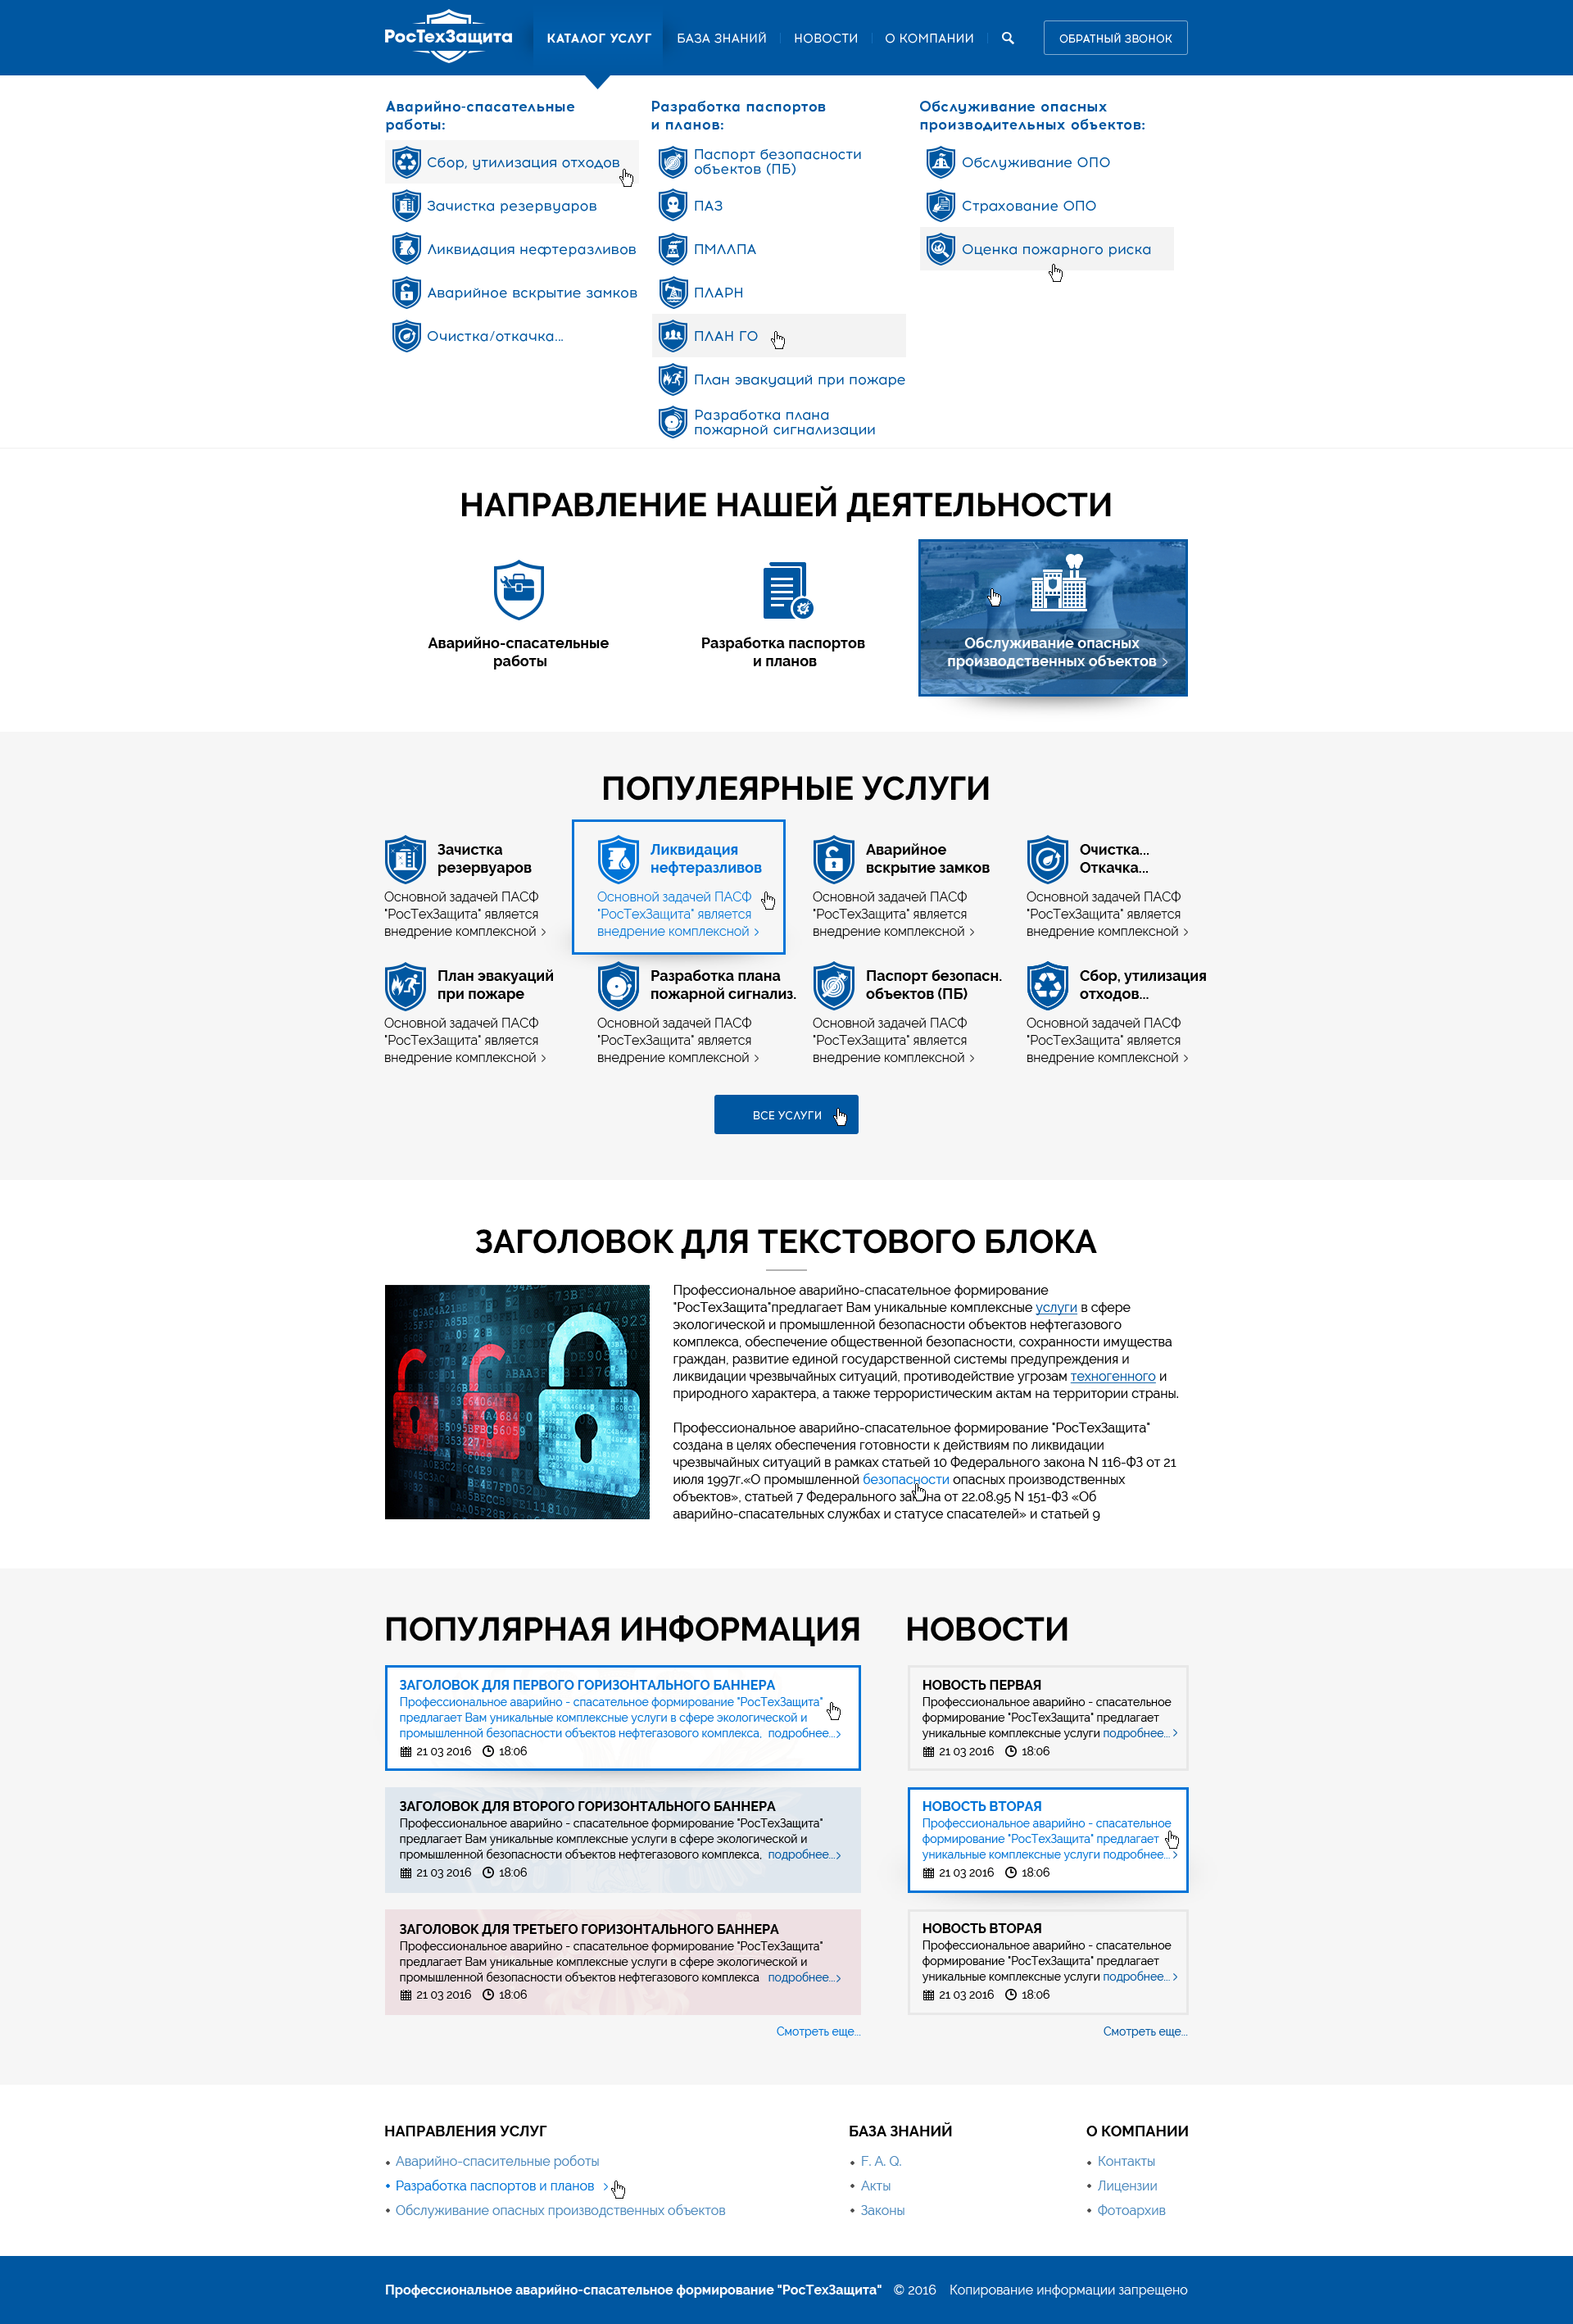 РосТехЗащита
КАТАЛОГ УСЛУГ
БАЗА ЗНАНИЙ
НОВОСТИ
О КОМПАНИИ
ОБРАТНЫЙ ЗВОНОК
Аварийно-спасательные
работы:
Сбор, утилизация отходов
Зачистка резервуаров
Ликвидация нефтеразливов
Аварийное вскрытие замков
Очистка/откачка...
Разработка паспортов
и планов:
Паспорт безопасности
объектов (ПБ)
ПАЗ
ПМЛЛПА
ПЛАРН
ПЛАН ГО
План эвакуаций при пожаре
Разработка плана
пожарной сигнализации
Обслуживание опасных
производительных объектов:
Обслуживание ОПО
Страхование ОПО
Оценка пожарного риска
НАПРАВЛЕНИЕ НАШЕЙ ДЕЯТЕЛЬНОСТИ
Аварийно-спасательные
работы
Разработка паспортов
и планов
Обслуживание опасных
производственных объектов >
ПОПУЛЕЯРНЫЕ УСЛУГИ
Зачистка
резервуаров
Основной задачей ПАСФ
"РосТехЗащита" является
внедрение комплексной >
Ликвидация
нефтеразливов
Основной задачей ПАСФ
"РосТехЗащита" является
внедрение комплексной >
Аварийное
вскрытие замков
Основной задачей ПАСФ
"РосТехЗащита" является
внедрение комплексной >
Очистка...
Откачка...
Основной задачей ПАСФ
"РосТехЗащита" является
внедрение комплексной >
План эвакуаций
при пожаре
Основной задачей ПАСФ
"РосТехЗащита" является
внедрение комплексной >
Разработка плана
пожарной сигнализ.
Основной задачей ПАСФ
"РосТехЗащита" является
внедрение комплексной >
Паспорт безопасн.
объектов (ПБ)
Основной задачей ПАСФ
"РосТехЗащита" является
внедрение комплексной >
Сбор, утилизация
отходов...
Основной задачей ПАСФ
"РосТехЗащита" является
внедрение комплексной >
ВСЕ УСЛУГИ
ЗАГОЛОВОК ДЛЯ ТЕКСТОВОГО БЛОКА
Профессиональное аварийно-спасательное формирование
"РосТехЗащита"предлагает Вам уникальные комплексные услуги в сфере
экологической и промышленной безопасности объектов нефтегазового
комплекса, обеспечение общественной безопасности, сохранности имущества
граждан, развитие единой государственной системы предупреждения и
ликвидации чрезвычайных ситуаций, противодействие угрозам техногенного и
природного характера, а также террористическим актам на территории страны.
Профессиональное аварийно-спасательное формирование "РосТехЗащита"
создана в целях обеспечения готовности к действиям по ликвидации
чрезвычайных ситуаций в рамках статьей 10 Федерального закона N 116-ФЗ от 21
июля 1997г.«О промышленной безопасности опасных производственных
объектов», статьей 7 Федерального закона от 22.08.95 N 151-ФЗ «Об
аварийно-спасательных службах и статусе спасателей» и статьей 9
ПОПУЛЯРНАЯ ИНФОРМАЦИЯ
ЗАГОЛОВОК ДЛЯ ПЕРВОГО ГОРИЗОНТАЛЬНОГО БАННЕРА
Профессиональное аварийно - спасательное формирование "РосТехЗащита"
предлагает Вам уникальные комплексные услуги в сфере экологической и
промышленной безопасности объектов нефтегазового комплекса, подробнее...>
21 03 2016 18:06
ЗАГОЛОВОК ДЛЯ ВТОРОГО ГОРИЗОНТАЛЬНОГО БАННЕРА
Профессиональное аварийно - спасательное формирование "РосТехЗащита"
предлагает Вам уникальные комплексные услуги в сфере экологической и
промышленной безопасности объектов нефтегазового комплекса, подробнее...>
21 03 2016 18:06
ЗАГОЛОВОК ДЛЯ ТРЕТЬЕГО ГОРИЗОНТАЛЬНОГО БАННЕРА
Профессиональное аварийно - спасательное формирование "РосТехЗащита"
предлагает Вам уникальные комплексные услуги в сфере экологической и
промышленной безопасности объектов нефтегазового комплекса подробнее...>
21 03 2016 18:06
Смотреть еще...
НОВОСТИ
НОВОСТЬ ПЕРВАЯ
Профессиональное аварийно - спасательное
формирование "РосТехЗащита" предлагает
уникальные комплексные услуги подробнее... >
21 03 2016 18:06
НОВОСТЬ ВТОРАЯ
Профессиональное аварийно - спасательное
формирование "РосТехЗащита" предлагает
уникальные комплексные услуги подробнее... >
21 03 2016 18:06
НОВОСТЬ ВТОРАЯ
Профессиональное аварийно - спасательное
формирование "РосТехЗащита" предлагает
уникальные комплексные услуги подробнее... >
21 03 2016 18:06
Смотреть еще...
НАПРАВЛЕНИЯ УСЛУГ
Аварийно-спасительные роботы
Разработка паспортов и планов >
Обслуживание опасных производственных объектов
БАЗА ЗНАНИЙ
F. A. Q.
Акты
Законы
О КОМПАНИИ
Контакты
Лицензии
Фотоархив
Профессиональное аварийно-спасательное формирование "РосТехЗащита" © 2016 Копирование информации запрещено